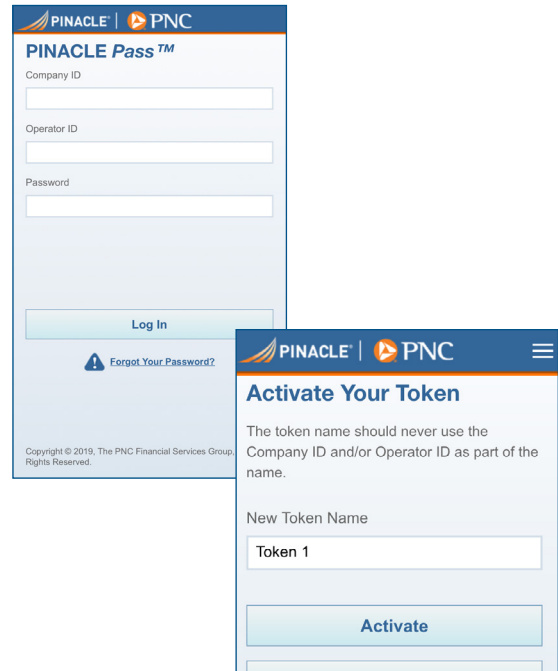 PINACLE® | PNC
PINACLE Pass™
Company ID
Operator ID
Password
Log In
Forgot Your Password?
Copyright © 2019, The PNC Financial Services Group,
Rights Reserved.
PINACLE® | PNC
Activate Your Token
The token name should never use the
Company ID and/or Operator ID as part of the
name.
New Token Name
Token 1
Activate